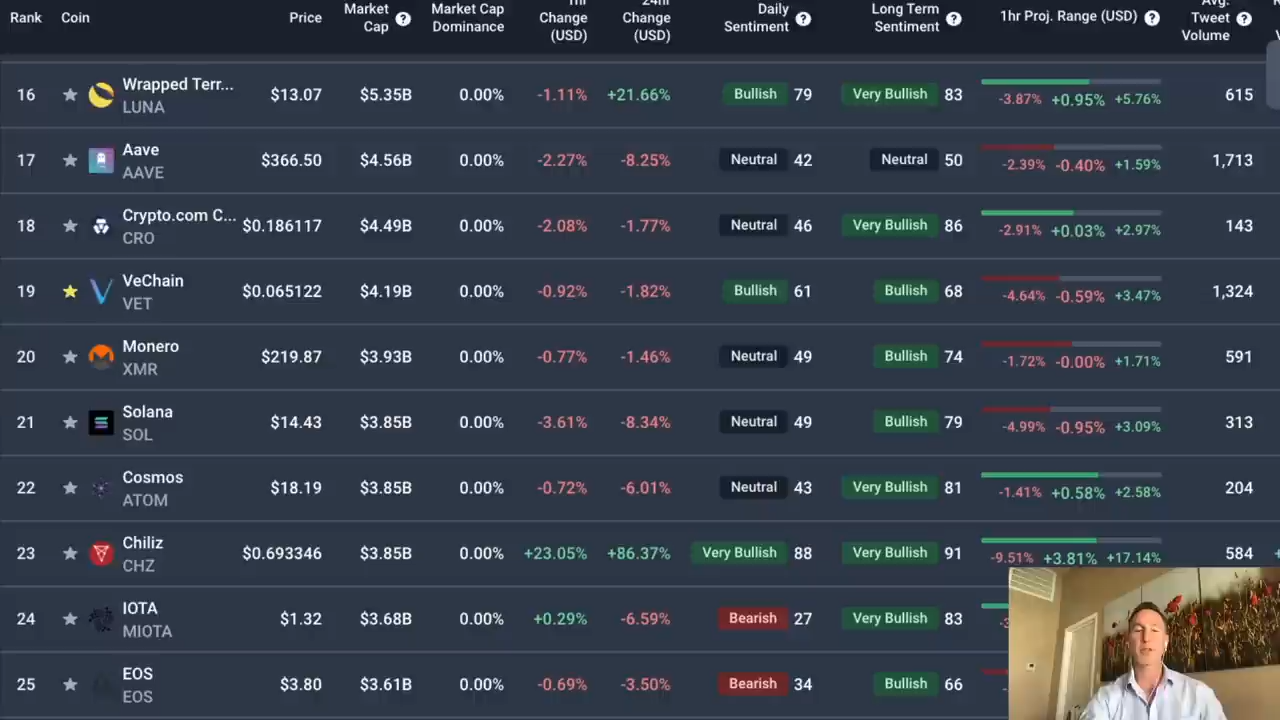 Rank Coin Price Market Cap Market Cap Dominance 1hr Change (USD) 24hr Change (USD) Daily Sentiment Long Term Sentiment 1hr Proj. Range (USD) Avg. Tweet Volume
16 Wrapped Terr... LUNA $13.07 $5.35B 0.00% -1.11% +21.66% Bullish 79 Very Bullish 83 -3.87% +0.95% +5.76% 615
17 Aave AAVE $366.50 $4.56B 0.00% -2.27% -8.25% Neutral 42 Neutral 50 -2.39% -0.40% +1.59% 1,713
18 Crypto.com C... CRO $0.186117 $4.49B 0.00% -2.08% -1.77% Neutral 46 Very Bullish 86 -2.91% +0.03% +2.97% 143
19 VeChain VET $0.065122 $4.19B 0.00% -0.92% -1.82% Bullish 61 Bullish 68 -4.64% -0.59% +3.47% 1,324
20 Monero XMR $219.87 $3.93B 0.00% -0.77% -1.46% Neutral 49 Bullish 74 -1.72% -0.00% +1.71% 591
21 Solana SOL $14.43 $3.85B 0.00% -3.61% -8.34% Neutral 49 Bullish 79 -4.99% -0.95% +3.09% 313
22 Cosmos ATOM $18.19 $3.85B 0.00% -0.72% -6.01% Neutral 43 Very Bullish 81 -1.41% +0.58% +2.58% 204
23 Chiliz CHZ $0.693346 $3.85B 0.00% +23.05% +86.37% Very Bullish 88 Very Bullish 91 -9.51% +3.81% +17.14% 584
24 IOTA MIOTA $1.32 $3.68B 0.00% +0.29% -6.59% Bearish 27 Very Bullish 83
25 EOS EOS $3.80 $3.61B 0.00% -0.69% -3.50% Bearish 34 Bullish 66